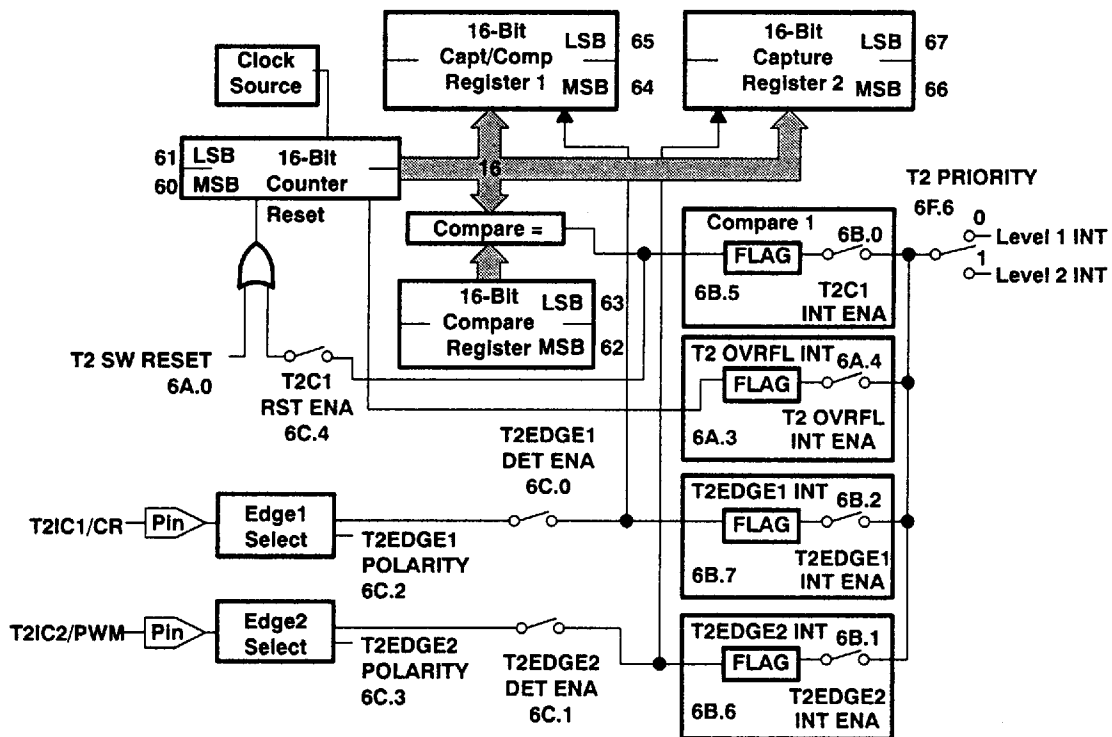 Clock
Source
16-Bit
Capt/Comp
Register 1
LSB
MSB
65
64
16-Bit
Capture
Register 2
LSB
MSB
67
66
61
60
LSB
MSB
16-Bit
Counter
Reset
16
Compare =
16-Bit
Compare
Register
LSB
MSB
63
62
T2 SW RESET
6A.0
T2C1
RST ENA
6C.4
T2 PRIORITY
6F.6
0
Level 1 INT
1
Level 2 INT
Compare 1
FLAG
6B.0
6B.5
T2C1
INT ENA
T2 OVRFL INT
FLAG
6A.4
6A.3
T2 OVRFL
INT ENA
T2EDGE1
DET ENA
6C.0
T2IC1/CR
Pin
Edge1
Select
T2EDGE1
POLARITY
6C.2
T2EDGE1 INT
FLAG
6B.2
6B.7
T2EDGE1
INT ENA
T2IC2/PWM
Pin
Edge2
Select
T2EDGE2
POLARITY
6C.3
T2EDGE2
DET ENA
6C.1
T2EDGE2 INT
FLAG
6B.1
6B.6
T2EDGE2
INT ENA